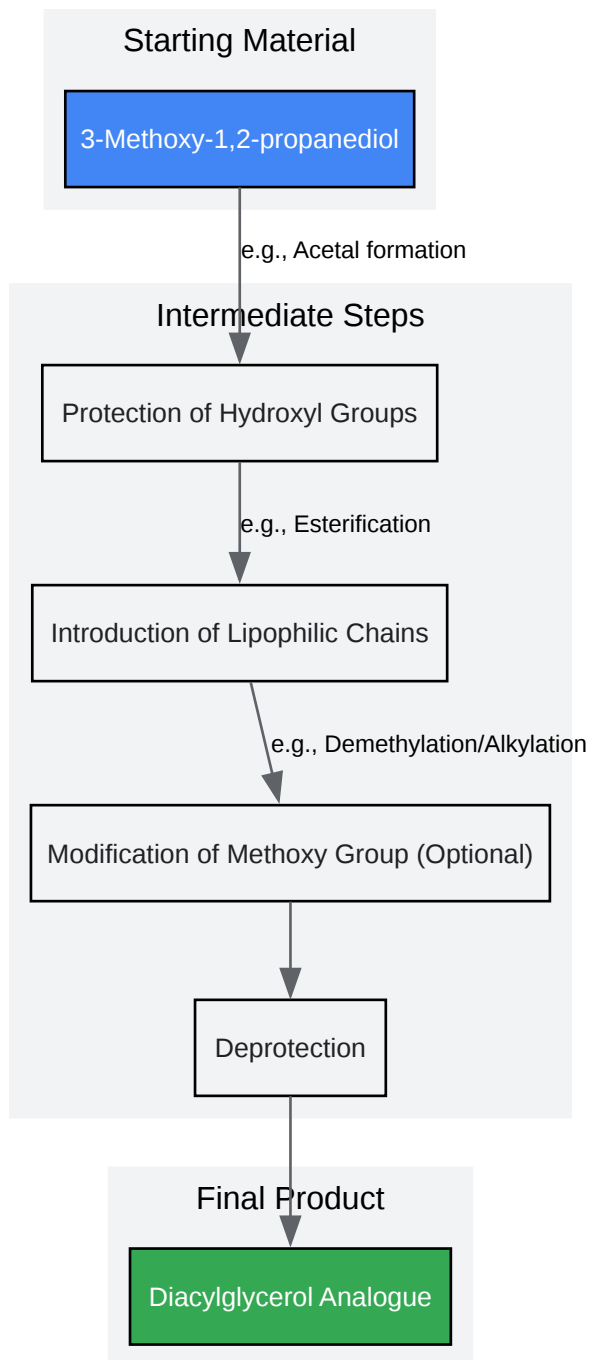 Starting Material
3-Methoxy-1,2-propanediol
e.g., Acetal formation
Intermediate Steps
Protection of Hydroxyl Groups
e.g., Esterification
Introduction of Lipophilic Chains
e.g., Demethylation/Alkylation
Modification of Methoxy Group (Optional)
Deprotection
Final Product
Diacylglycerol Analogue